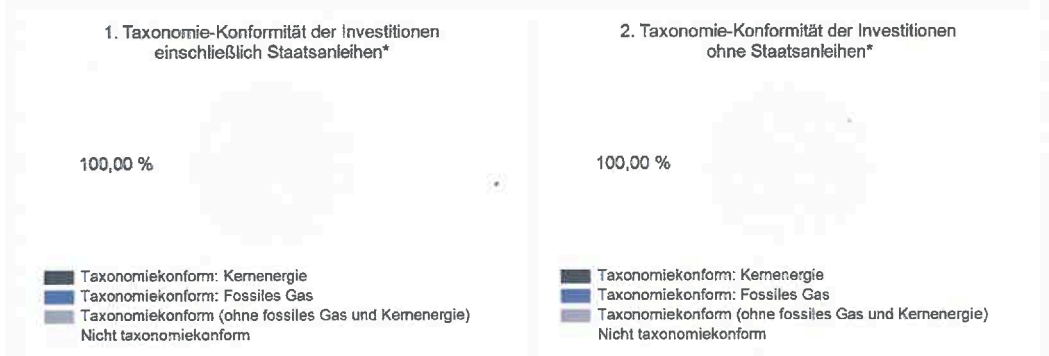 1. Taxonomie-Konformität der Investitionen
einschließlich Staatsanleihen*
100,00 %
Taxonomiekonform: Kernenergie
Taxonomiekonform: Fossiles Gas
Taxonomiekonform (ohne fossiles Gas und Kernenergie)
Nicht taxonomiekonform
2. Taxonomie-Konformität der Investitionen
ohne Staatsanleihen*
100,00 %
Taxonomiekonform: Kernenergie
Taxonomiekonform: Fossiles Gas
Taxonomiekonform (ohne fossiles Gas und Kernenergie)
Nicht taxonomiekonform